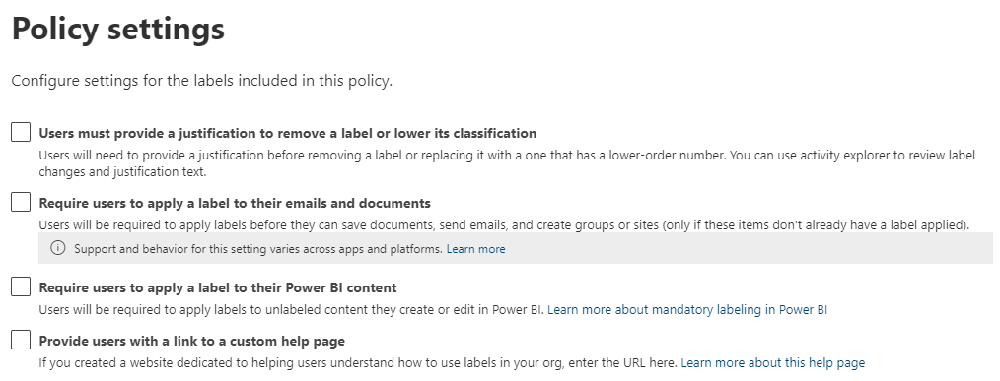 Policy settings
Configure settings for the labels included in this policy.
Users must provide a justification to remove a label or lower its classification
Users will need to provide a justification before removing a label or replacing it with a one that has a lower-order number. You can use activity explorer to review label
changes and justification text.
Require users to apply a label to their emails and documents
Users will be required to apply labels before they can save documents, send emails, and create groups or sites (only if these items don't already have a label applied).
Support and behavior for this setting varies across apps and platforms. Learn more
Require users to apply a label to their Power BI content
Users will be required to apply labels to unlabeled content they create or edit in Power BI. Learn more about mandatory labeling in Power BI
Provide users with a link to a custom help page
If you created a website dedicated to helping users understand how to use labels in your org, enter the URL here. Learn more about this help page